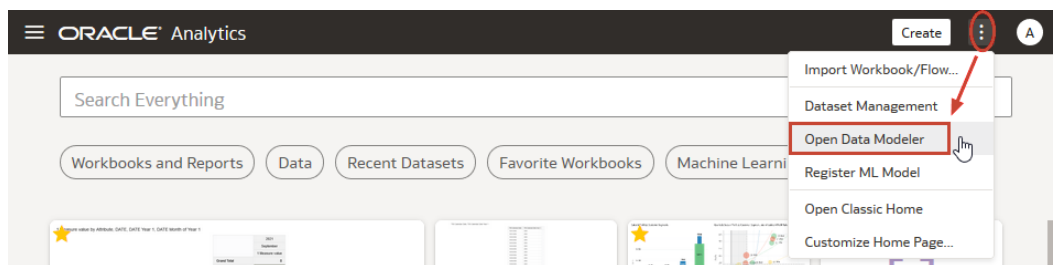 ORACLE Analytics
Create
A
Import Workbook/Flow...
Search Everything
Dataset Management
Open Data Modeler
Workbooks and Reports
Data
Recent Datasets
Favorite Workbooks
Machine Learni
Register ML Model
Open Classic Home
Customize Home Page...